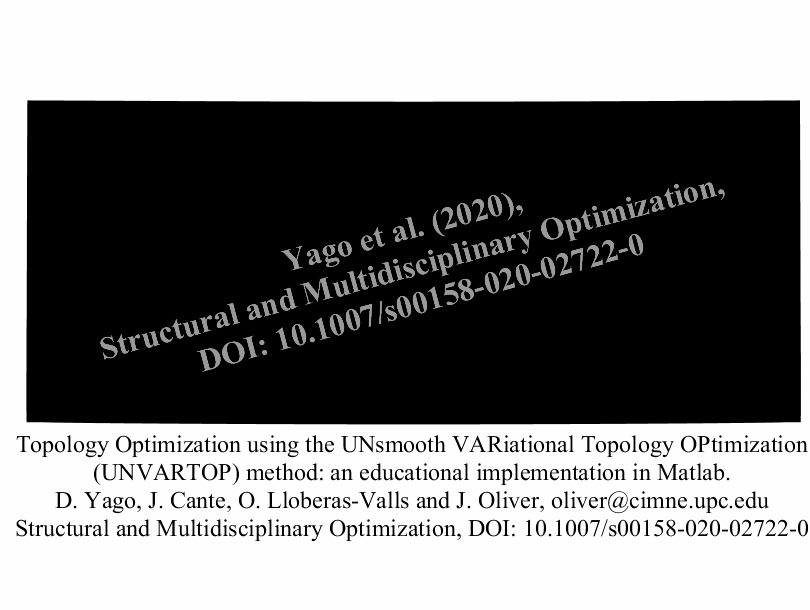 Yago et al. (2020),
Structural and Multidisciplinary Optimization,
DOI: 10.1007/s00158-020-02722-0
Topology Optimization using the UNsmooth VARiational Topology OPtimization
(UNVARTOP) method: an educational implementation in Matlab.
D. Yago, J. Cante, O. Lloberas-Valls and J. Oliver, oliver@cimne.upc.edu
Structural and Multidisciplinary Optimization, DOI: 10.1007/s00158-020-02722-0